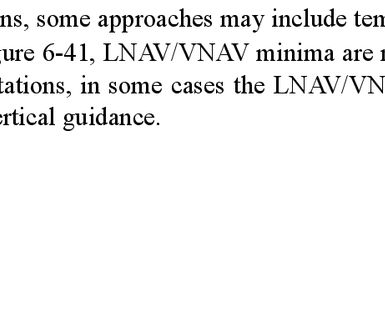 ns, some approaches may include tem
gure 6-41, LNAV/VNAV minima are
tations, in some cases the LNAV/VN
ertical guidance.